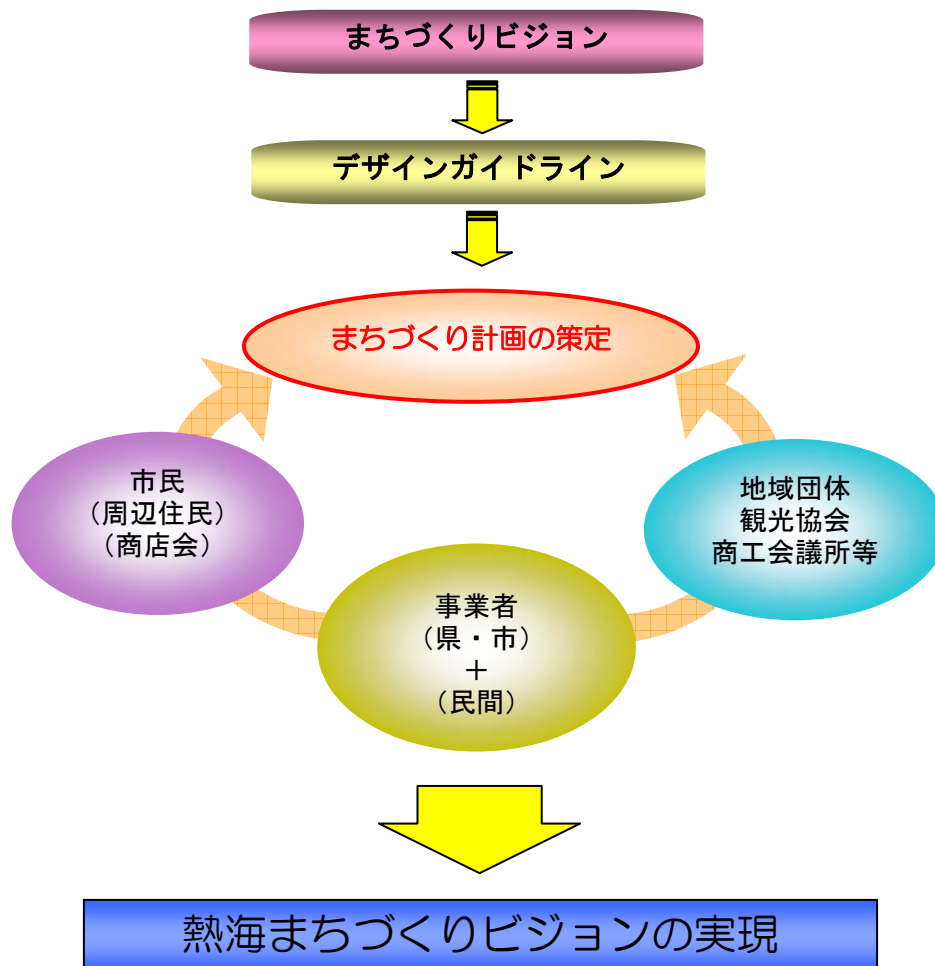 まちづくりビジョン
デザインガイドライン
まちづくり計画の策定
市民
（周辺住民）
（商店会）
地域団体
観光協会
商工会議所等
事業者
（県・市）
＋
（民間）
熱海まちづくりビジョンの実現